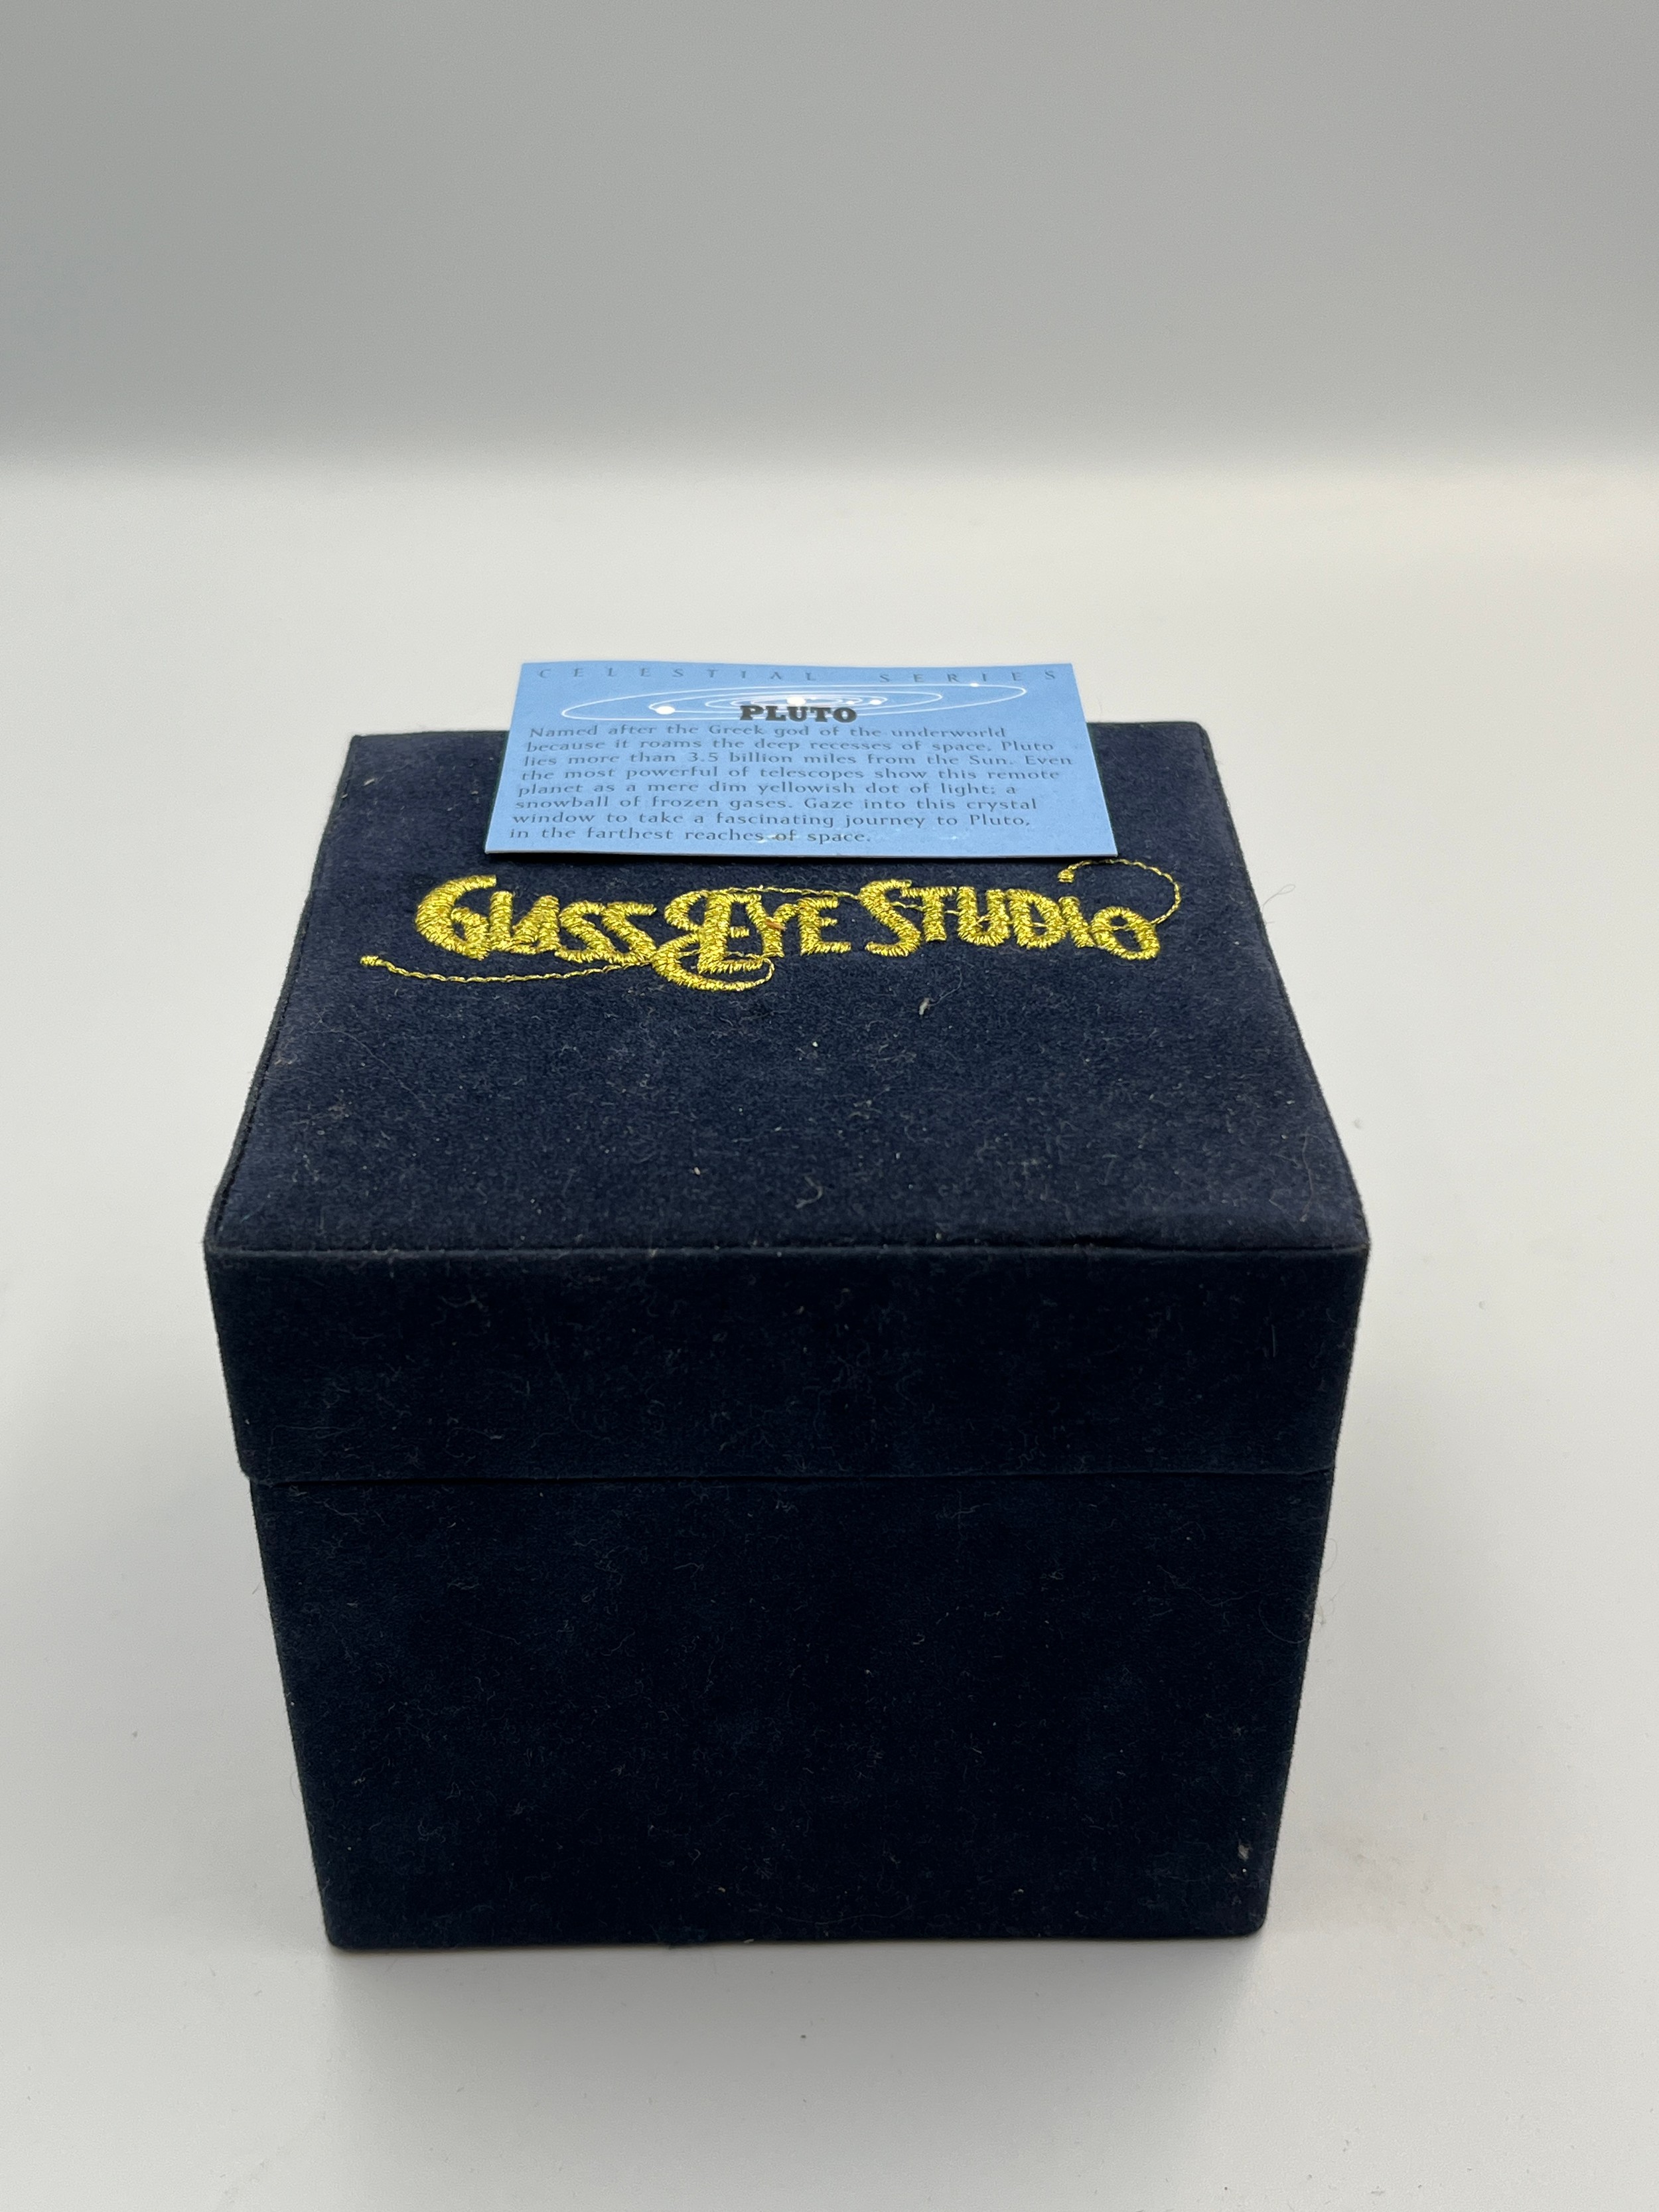 CELESTIAL SERIES
PLUTO
Named after the Greek god of the underworld
because it roams the deep recesses of space, Pluto
lies more than 3.5 billion miles from the Sun. Even
the most powerful of telescopes show this remote
planet as a mere dim yellowish dot of light; a
snowball of frozen gases. Gaze into this crystal
window to take a fascinating journey to Pluto,
in the farthest reaches of space.
GLASS EYE STUDIO